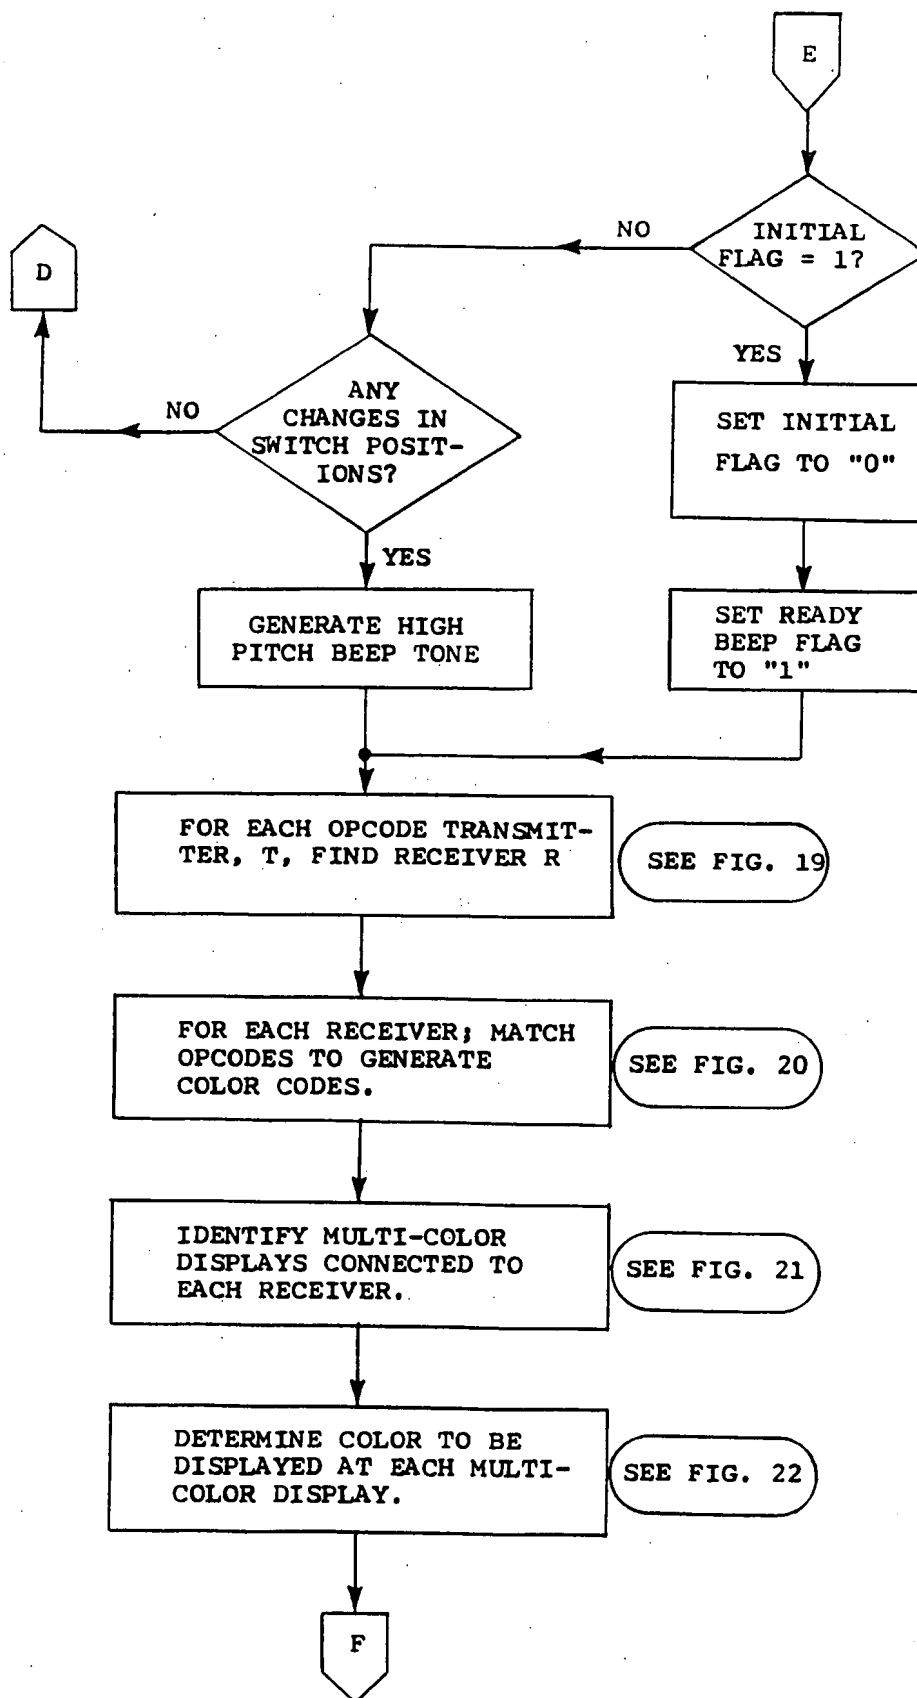 E
INITIAL
FLAG = 1?
NO
YES
D
ANY
CHANGES IN
SWITCH POSIT-
IONS?
NO
YES
SET INITIAL
FLAG TO "0"
SET READY
BEEP FLAG
TO "1"
GENERATE HIGH
PITCH BEEP TONE
FOR EACH OPCODE TRANSMIT-
TER, T, FIND RECEIVER R
SEE FIG. 19
FOR EACH RECEIVER; MATCH
OPCODES TO GENERATE
COLOR CODES.
SEE FIG. 20
IDENTIFY MULTI-COLOR
DISPLAYS CONNECTED TO
EACH RECEIVER.
SEE FIG. 21
DETERMINE COLOR TO BE
DISPLAYED AT EACH MULTI-
COLOR DISPLAY.
SEE FIG. 22
F